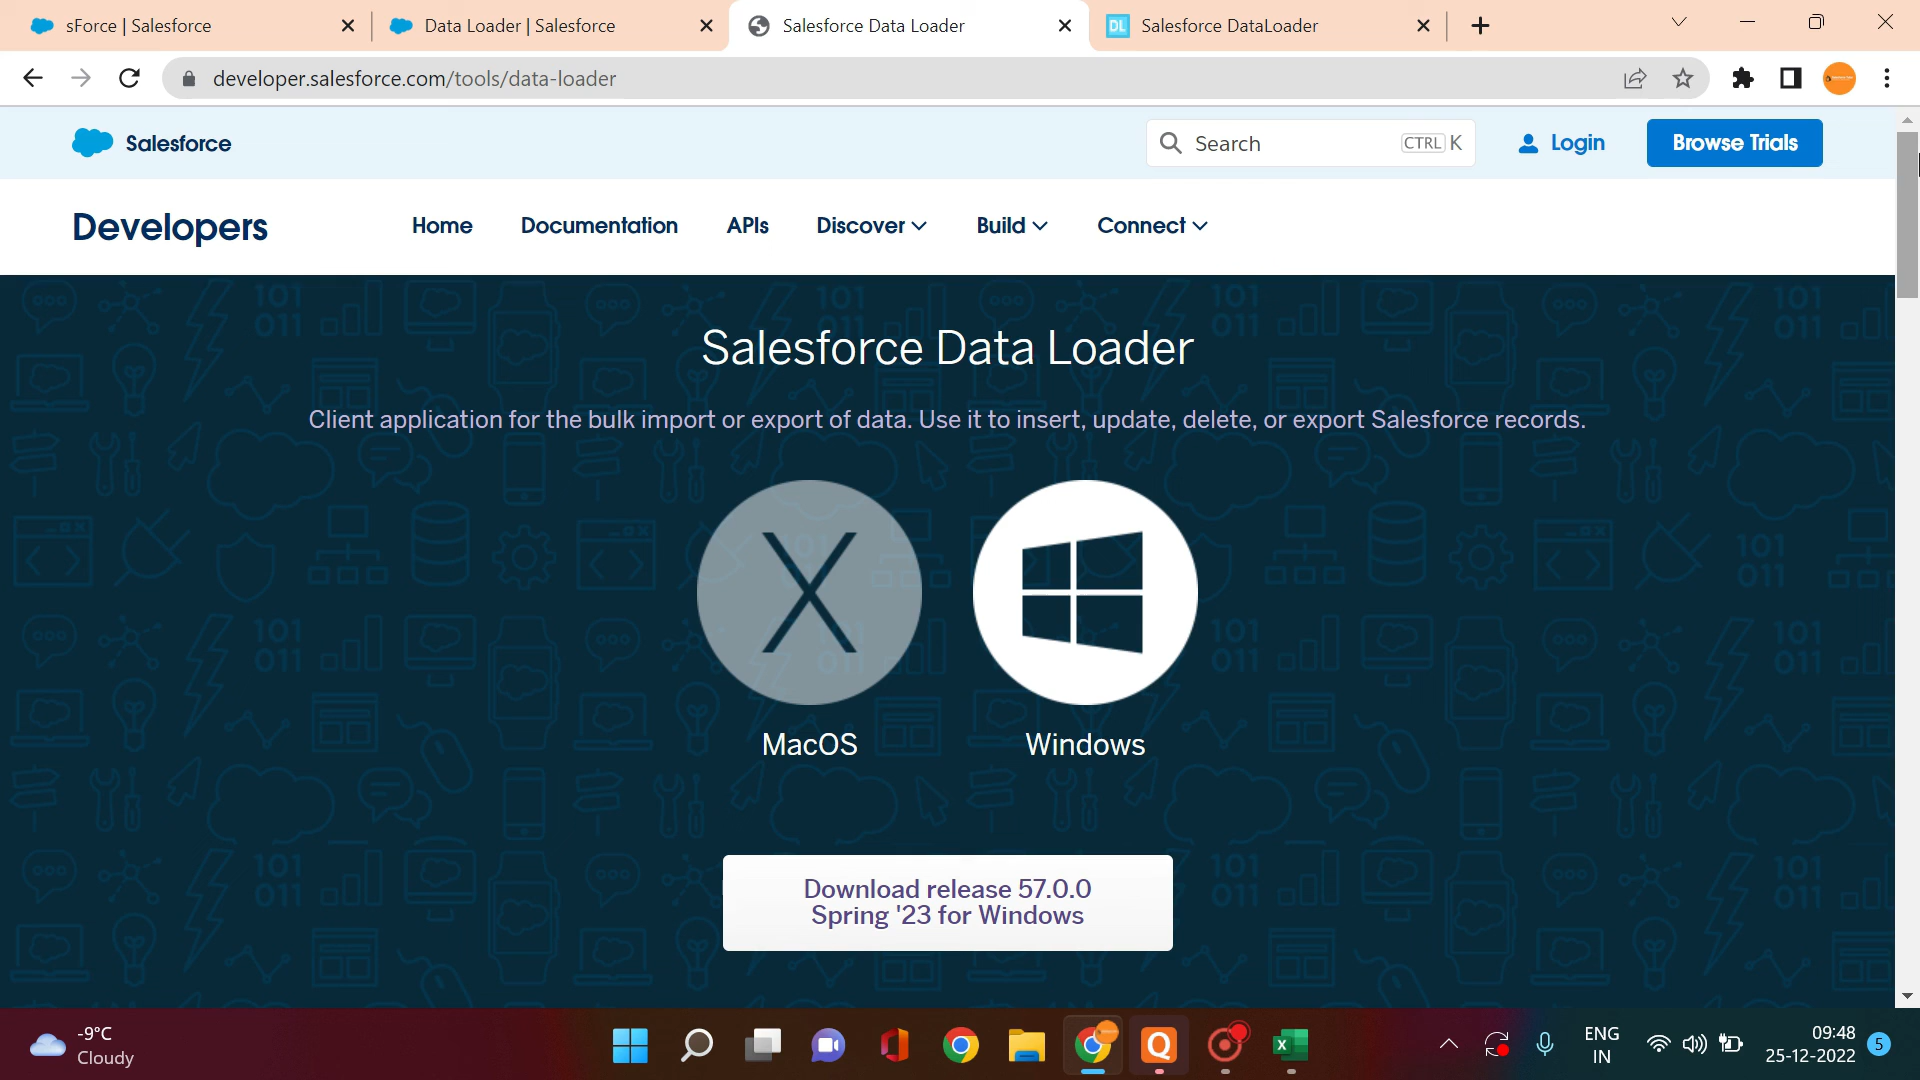 sForce | Salesforce
Data Loader | Salesforce
Salesforce Data Loader
DL Salesforce DataLoader
developer.salesforce.com/tools/data-loader
Salesforce
Search
CTRL K
Login
Browse Trials
Developers
Home
Documentation
APIs
Discover
Build
Connect
Salesforce Data Loader
Client application for the bulk import or export of data. Use it to insert, update, delete, or export Salesforce records.
MacOS
Windows
Download release 57.0.0
Spring '23 for Windows
-9°C
Cloudy
ENG
IN
09:48
25-12-2022
5